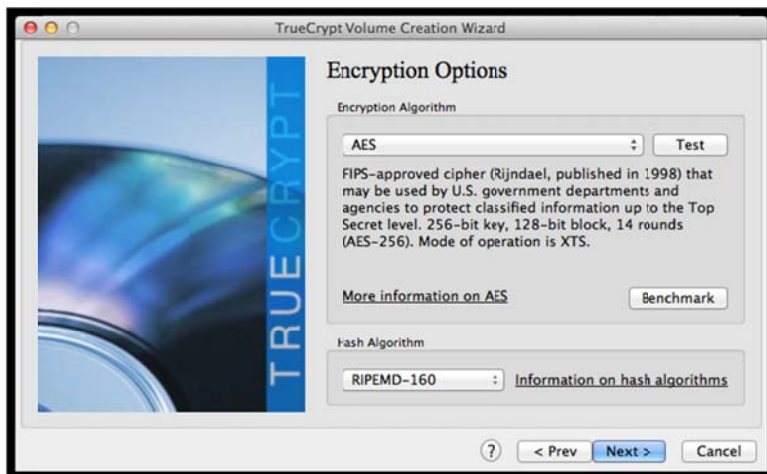 TrueCrypt Volume Creation Wizard
TRUECRYPT
Encryption Options
Encryption Algorithm
AES
Test
FIPS-approved cipher (Rijndael, published in 1998) that
may be used by U.S. government departments and
agencies to protect classified information up to the Top
Secret level. 256-bit key, 128-bit block, 14 rounds
(AES-256). Mode of operation is XTS.
More information on AES
Benchmark
Hash Algorithm
RIPEMD-160
Information on hash algorithms
?
< Prev
Next >
Cancel